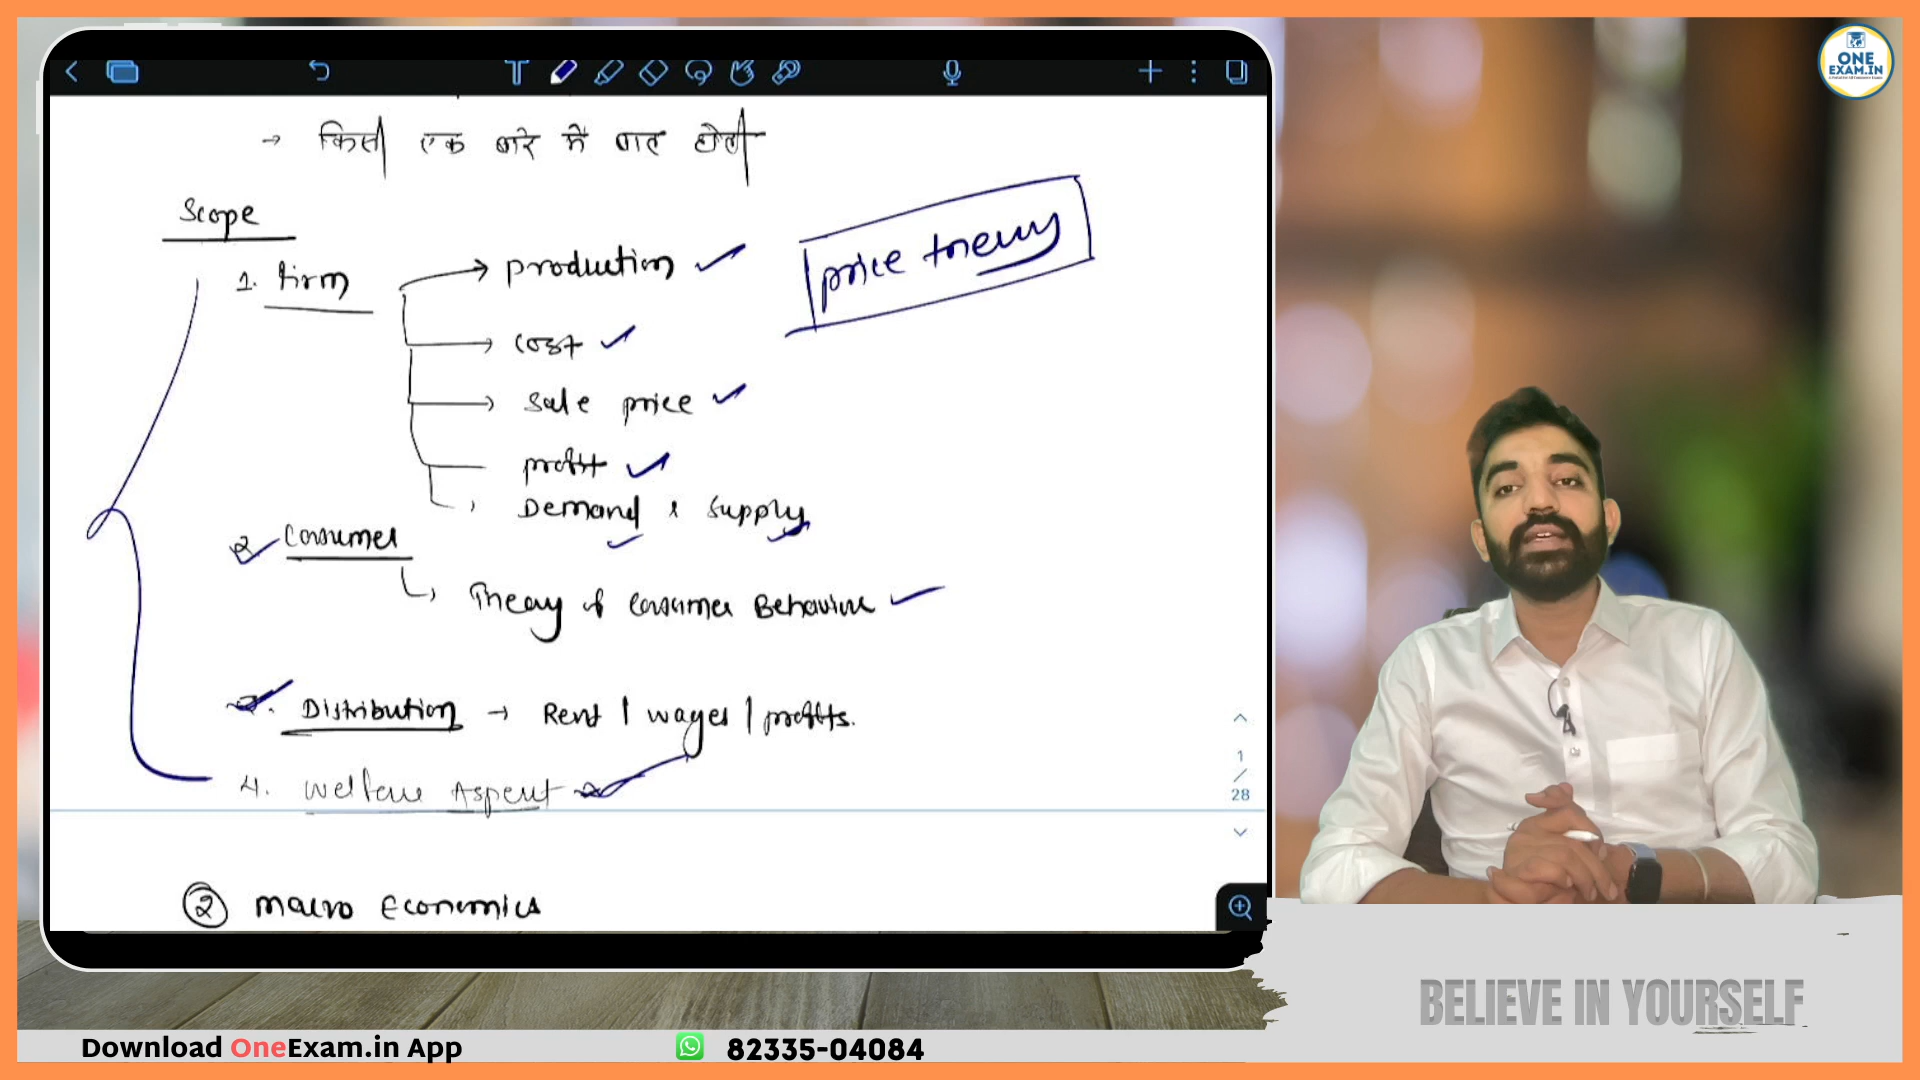 → किसी एक बारे में बात होती
Scope
1. firm
→ production ✓
→ cost ✓
→ sale price ✓
profit ✓
→ Demand & supply
2 Consumer
→ Theory of consumer Behaviour ✓
Distribution → Rent | wages | profits.
4. welfare Aspect
② macro Economics
price theory
1
/
28
ONE
EXAM.IN
BELIEVE IN YOURSELF
Download OneExam.in App
82335-04084